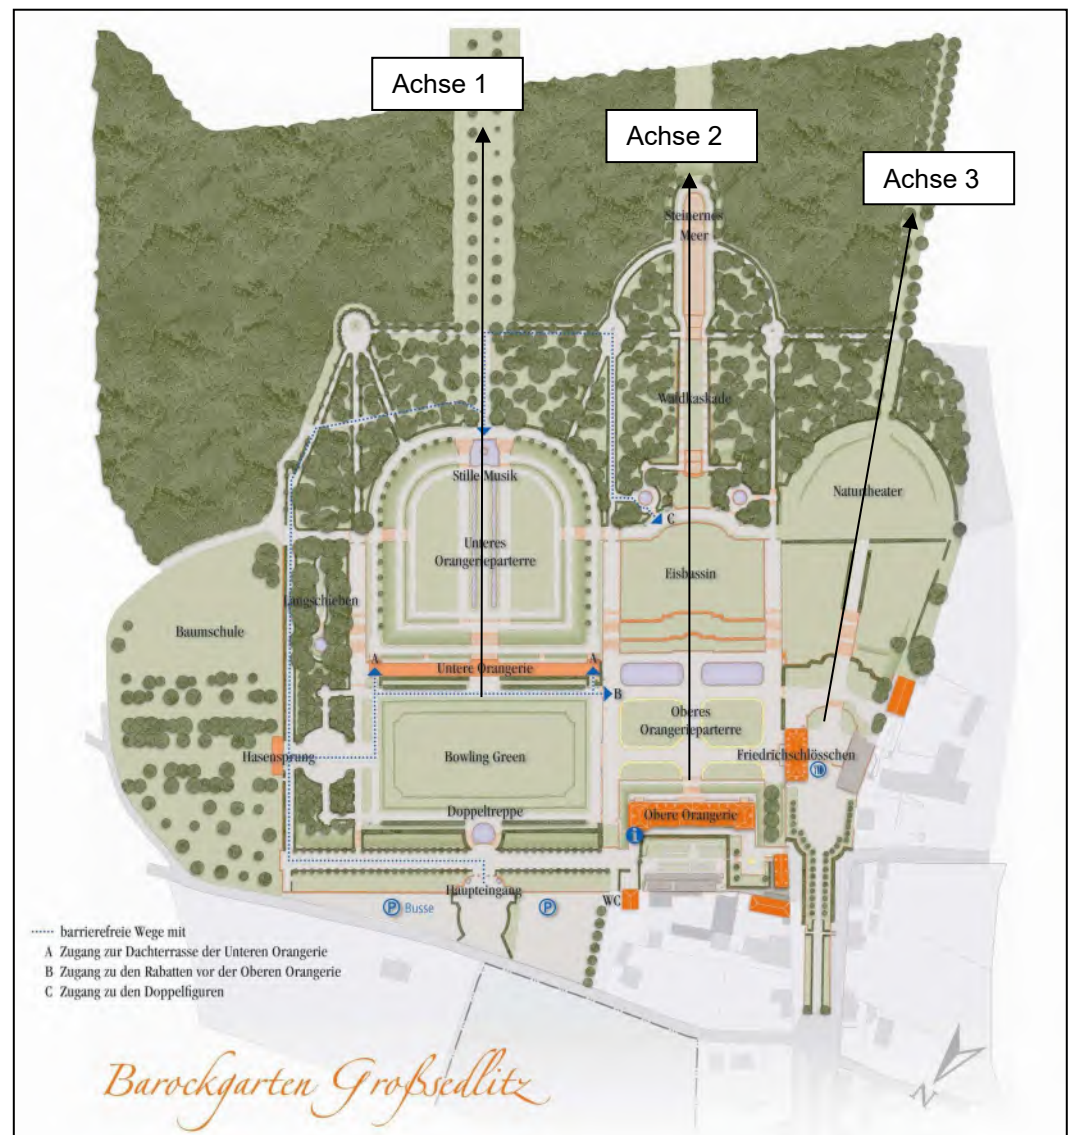 Achse 1
Achse 2
Achse 3
Steinernes
Meer
Waldkaskade
Stille Musik
Naturtheater
C
Unteres
Orangerieparterre
Eisbassin
Langschieben
Baumschule
A
Untere Orangerie
A
B
Oberes
Orangerieparterre
Hasensprung
Bowling Green
Friedrichschlösschen
Doppeltreppe
Obere Orangerie
i
Haupteingang
WC
P Busse
P
barrierefreie Wege mit
A Zugang zur Dachterrasse der Unteren Orangerie
B Zugang zu den Rabatten vor der Oberen Orangerie
C Zugang zu den Doppelfiguren
Barockgarten Großsedlitz
N